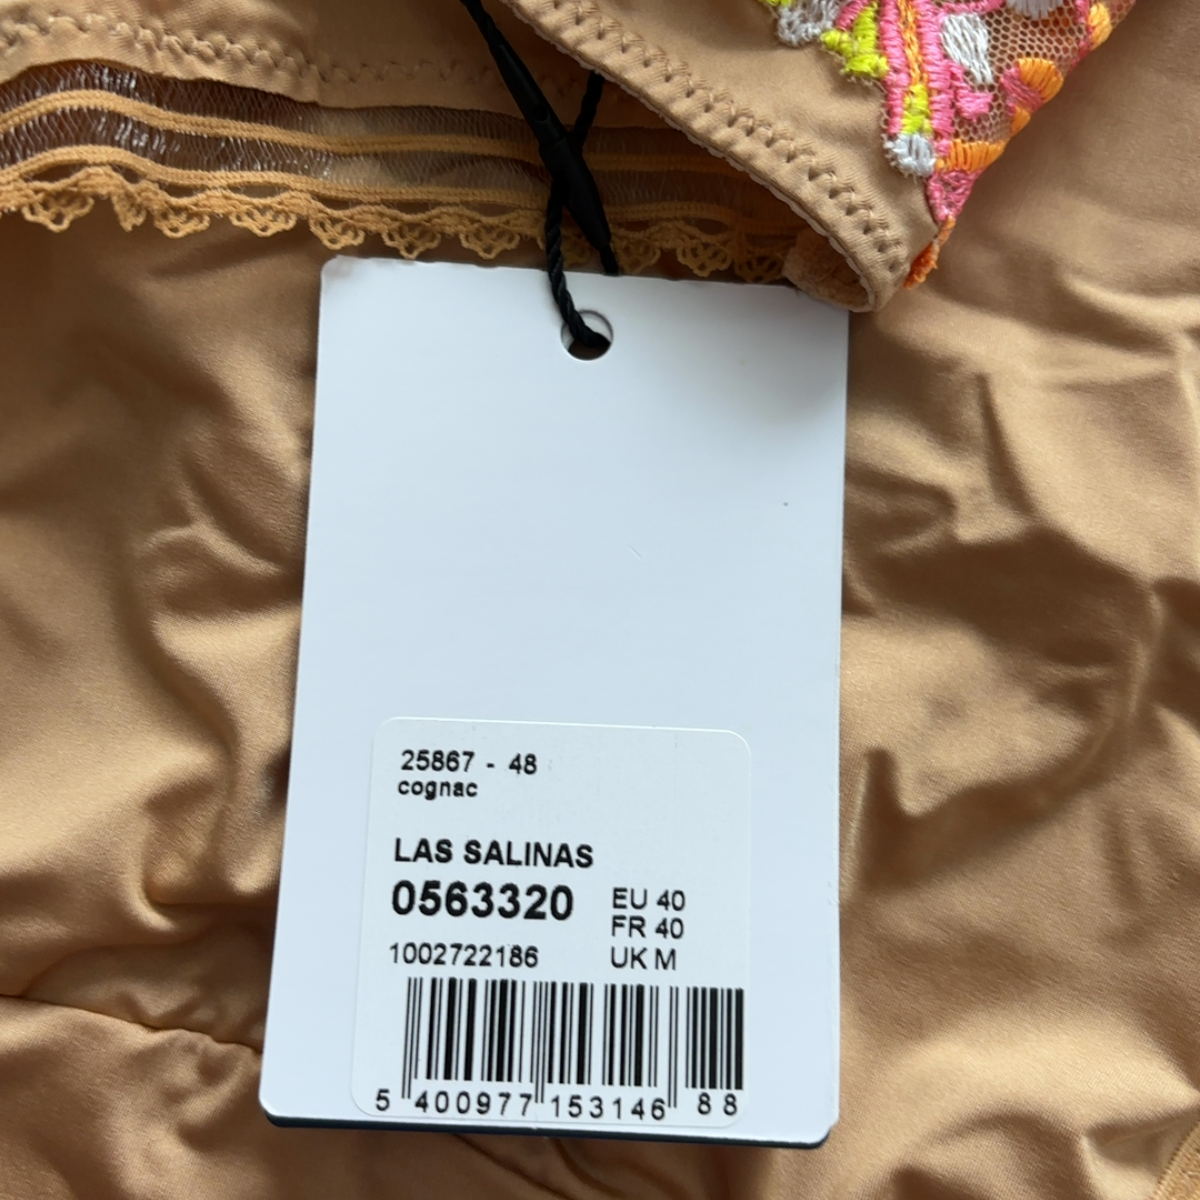 25867 - 48
cognac
LAS SALINAS
0563320 EU 40
FR 40
1002722186 UK M
5 400977 153146 88